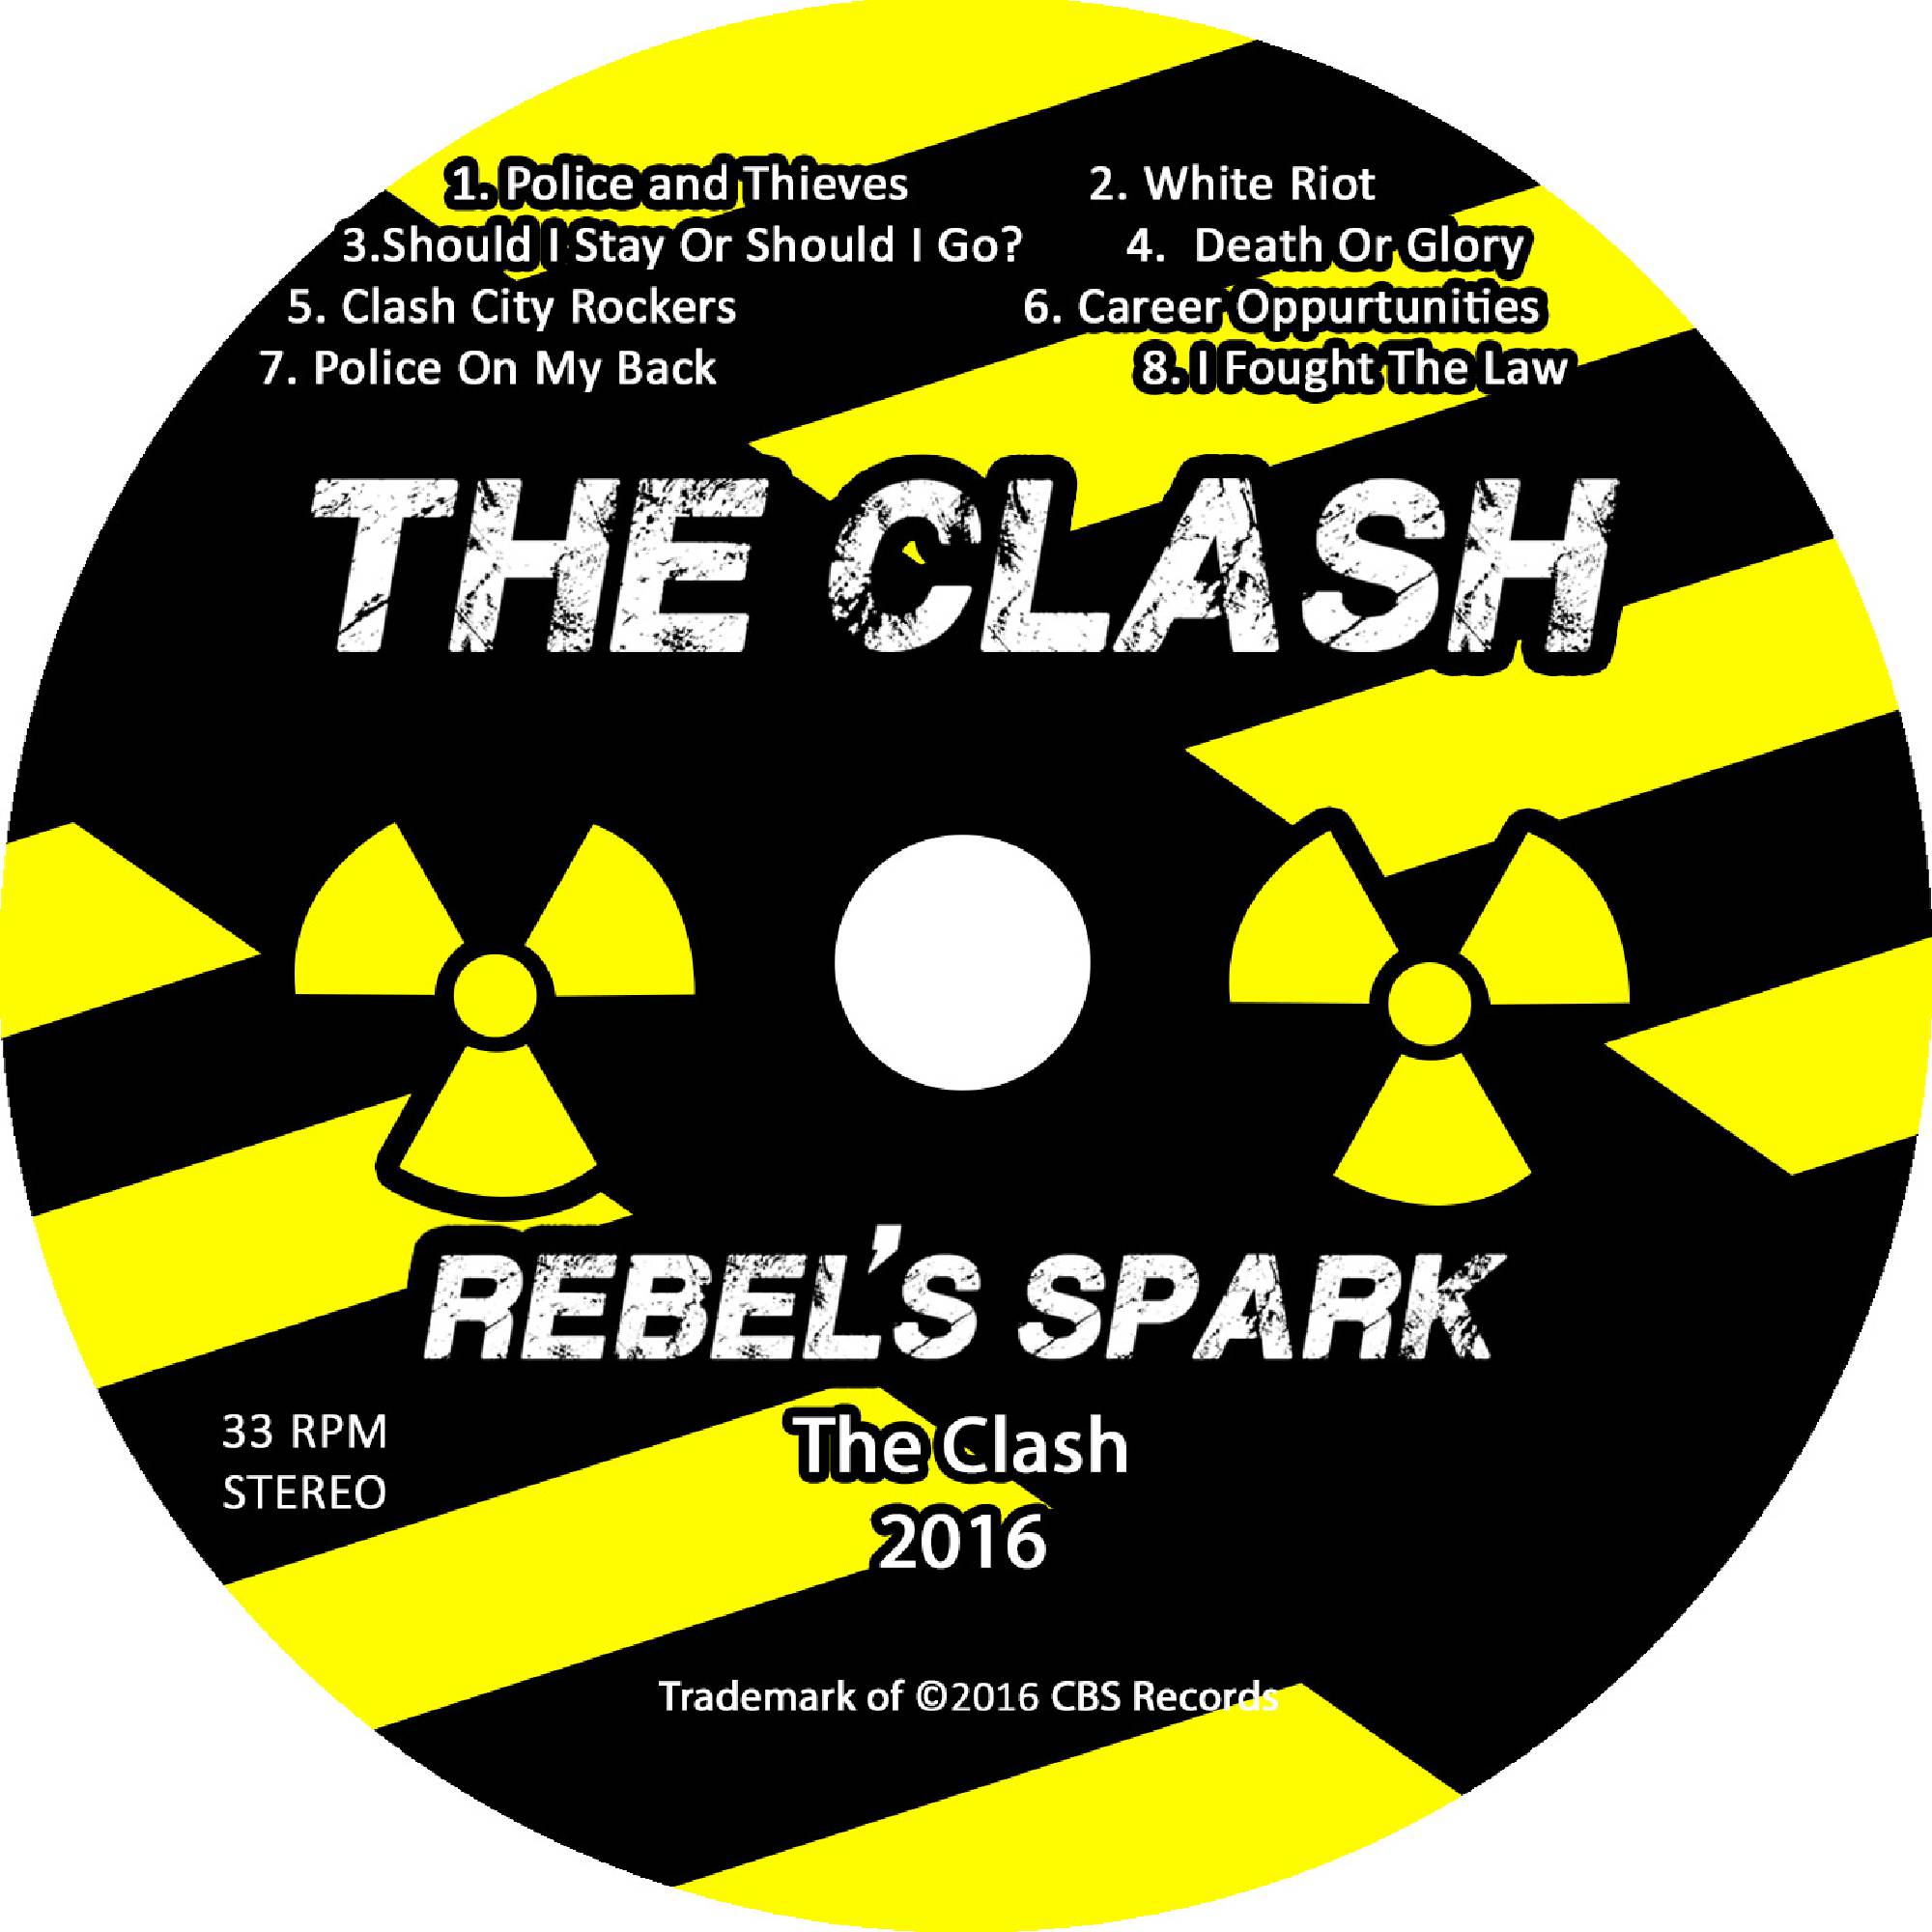 1. Police and Thieves 2. White Riot
3.Should I Stay Or Should I Go? 4. Death Or Glory
5. Clash City Rockers 6. Career Oppurtunities
7. Police On My Back 8. I Fought The Law
THE CLASH
REBEL'S SPARK
33 RPM
STEREO
The Clash
2016
Trademark of ©2016 CBS Records